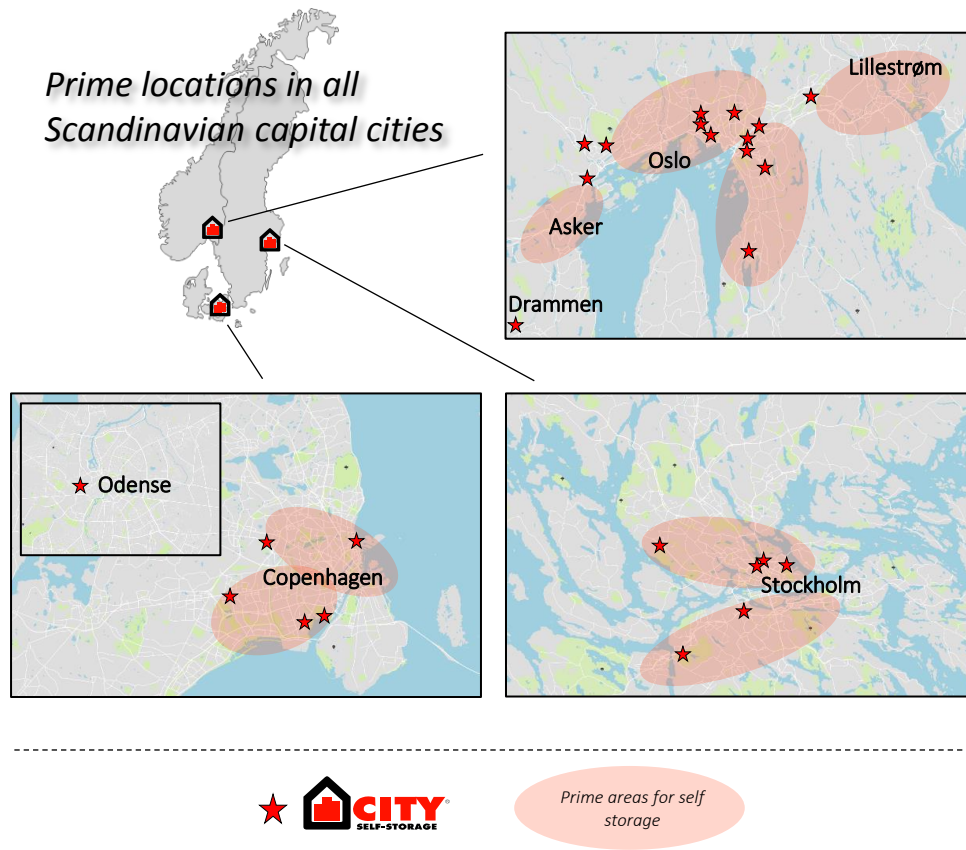 Prime locations in all
Scandinavian capital cities
Lillestrøm
Oslo
Asker
Drammen
Odense
Copenhagen
Stockholm
CITY
SELF-STORAGE
Prime areas for self
storage